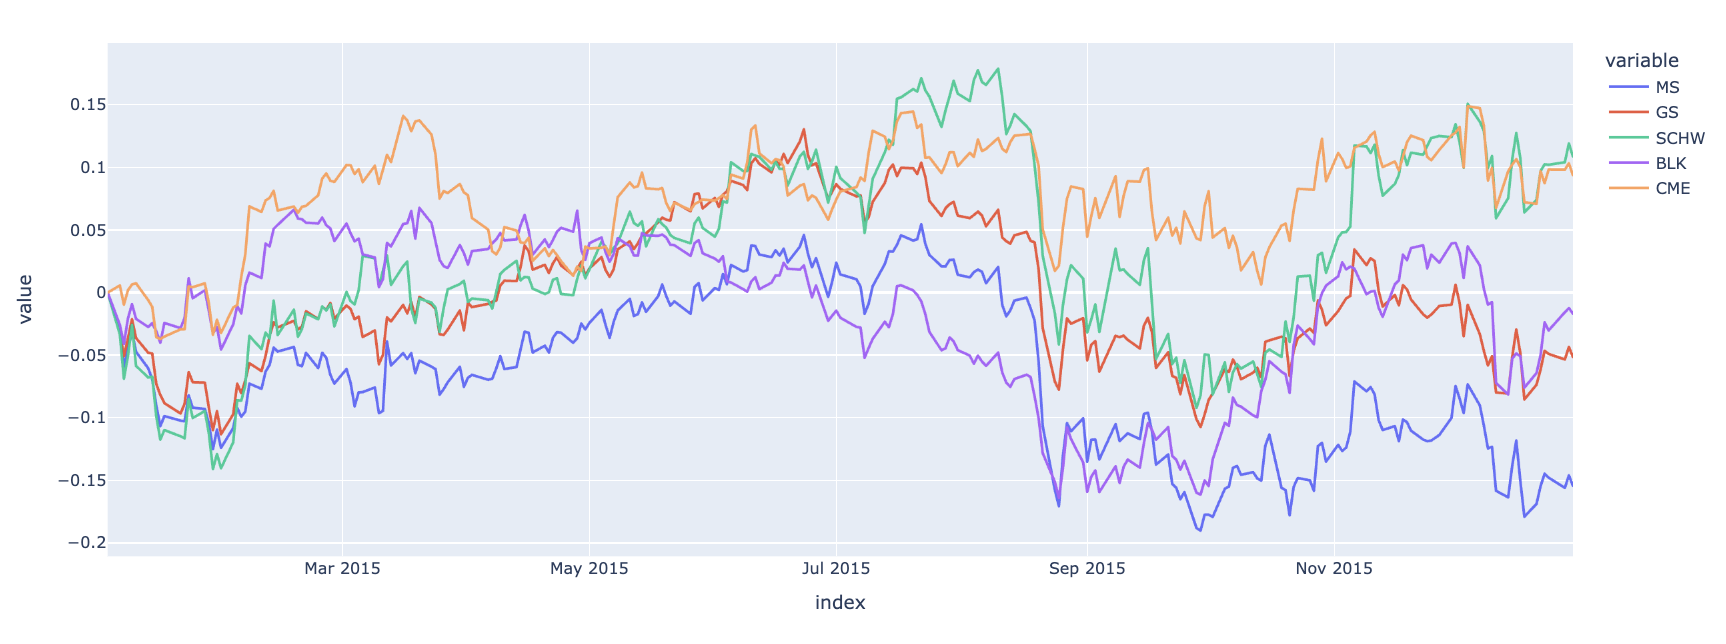 variable
MS
GS
SCHW
BLK
CME
value
0.15
0.1
0.05
0
−0.05
−0.1
−0.15
−0.2
Mar 2015 May 2015 Jul 2015 Sep 2015 Nov 2015
index